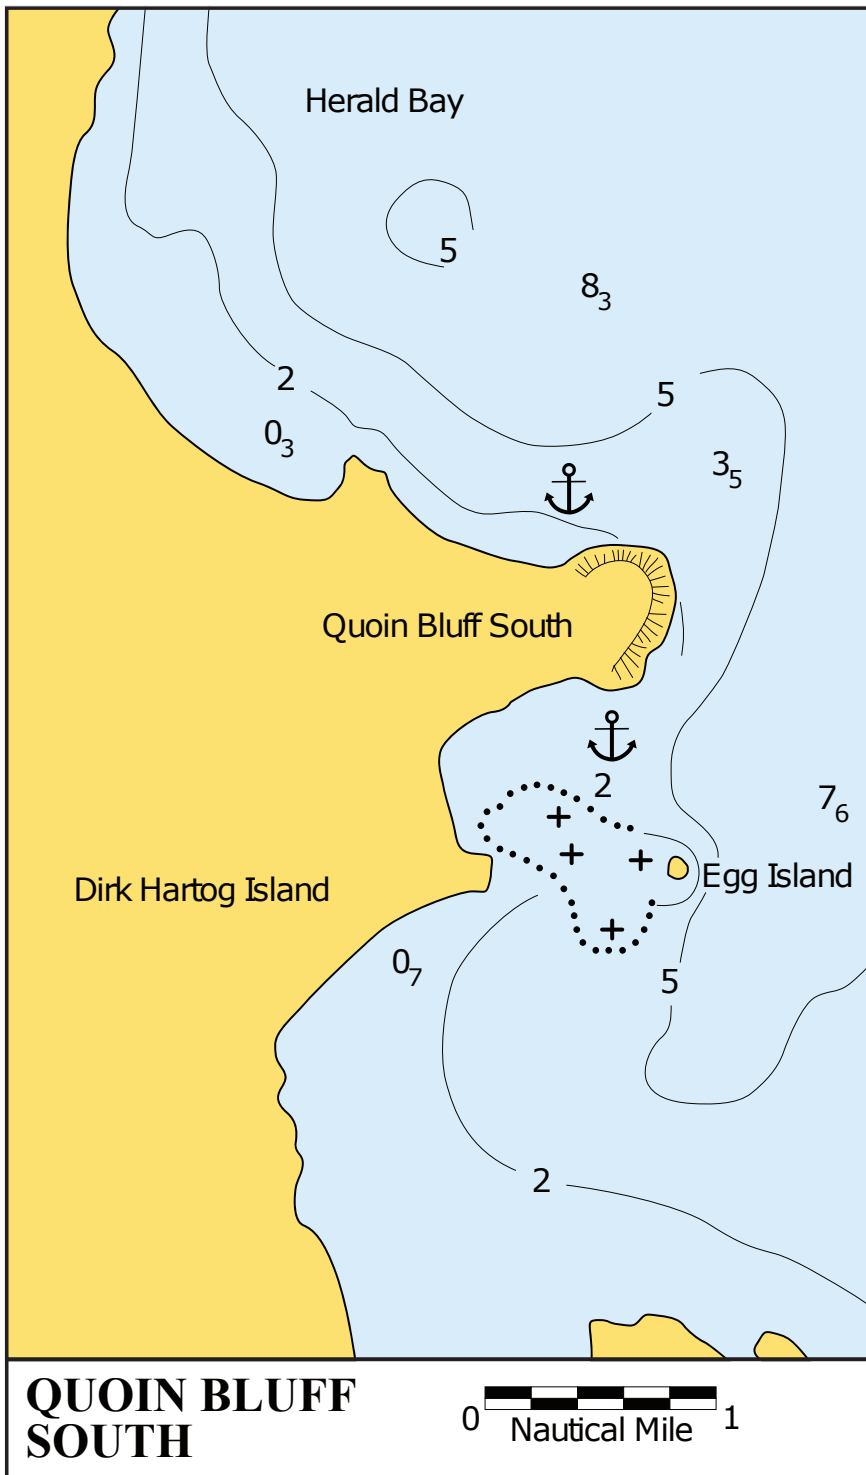 Herald Bay
5
8₃
2
5
0₃
3₅
Quoin Bluff South
2
7₆
Egg Island
Dirk Hartog Island
0₇
5
2
QUOIN BLUFF
SOUTH
0 1
Nautical Mile